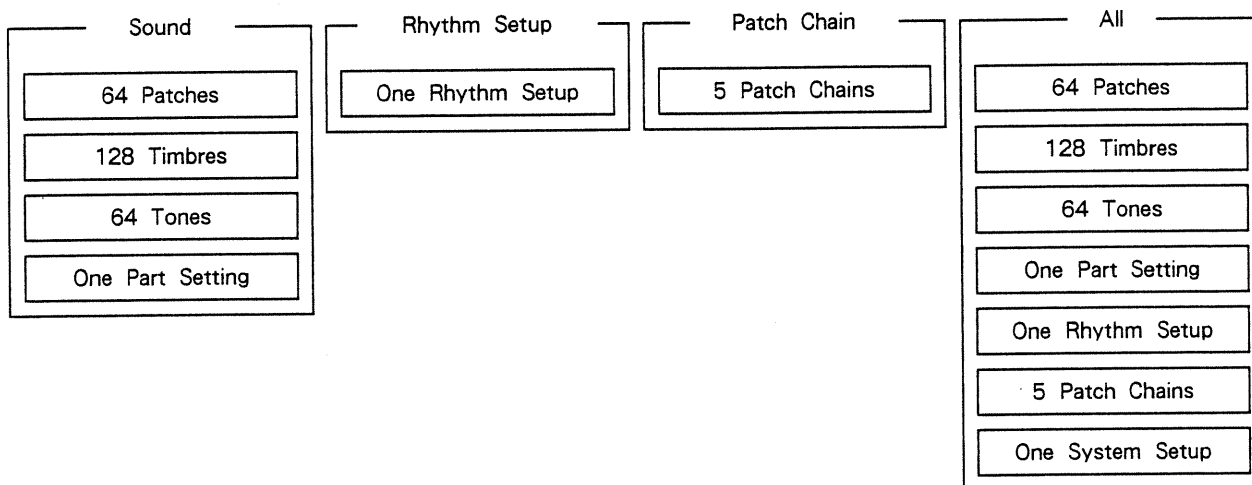 Sound
64 Patches
128 Timbres
64 Tones
One Part Setting
Rhythm Setup
One Rhythm Setup
Patch Chain
5 Patch Chains
All
64 Patches
128 Timbres
64 Tones
One Part Setting
One Rhythm Setup
5 Patch Chains
One System Setup